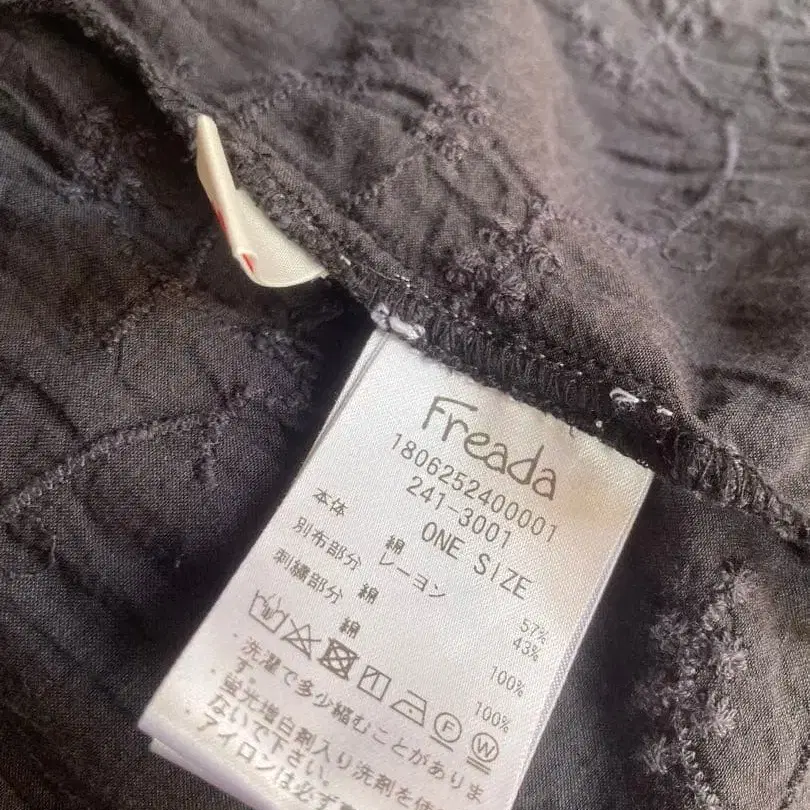 Freada
1806252400001
241-3001
ONE SIZE
本体 綿 57%
レーヨン 43%
別布部分 綿 100%
刺繍部分 綿 100%
F W
・洗濯で多少縮むことがありま
す。
・蛍光増白剤入り洗剤を使
ないで下さい。
・アイロンは必ず